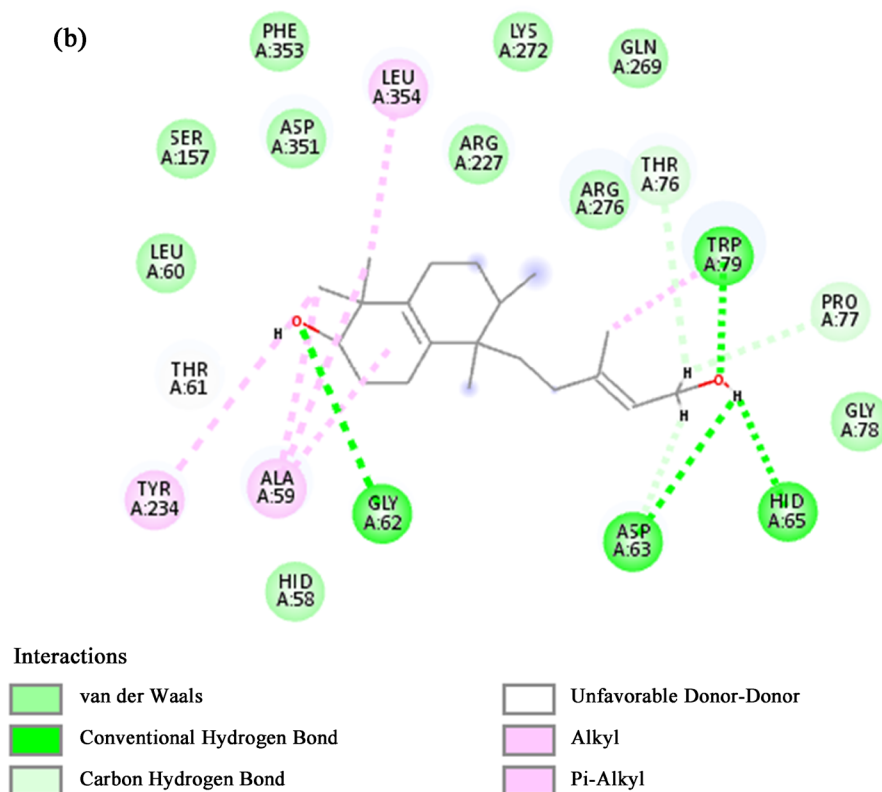 (b)
PHE
A:353
LYS
A:272
GLN
A:269
LEU
A:354
SER
A:157
ASP
A:351
ARG
A:227
THR
A:76
ARG
A:276
LEU
A:60
TRP
A:79
PRO
A:77
O
H
THR
A:61
H
O
H
H
GLY
A:78
TYR
A:234
ALA
A:59
GLY
A:62
ASP
A:63
HID
A:65
HID
A:58
Interactions
van der Waals
Conventional Hydrogen Bond
Carbon Hydrogen Bond
Unfavorable Donor-Donor
Alkyl
Pi-Alkyl